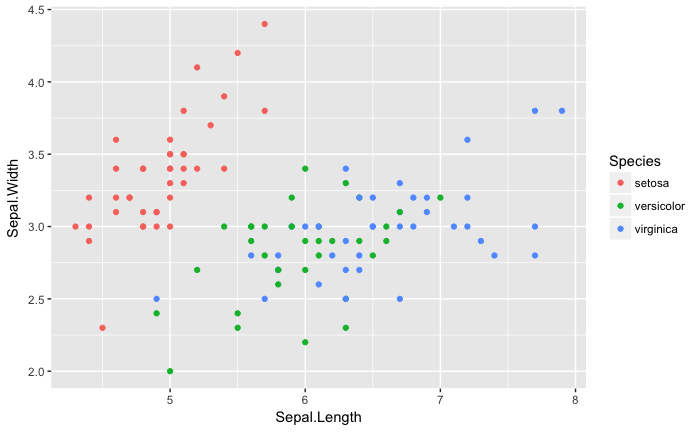 4.5
4.0
3.5
3.0
2.5
2.0
Sepal.Width
5
6
7
8
Sepal.Length
Species
setosa
versicolor
virginica